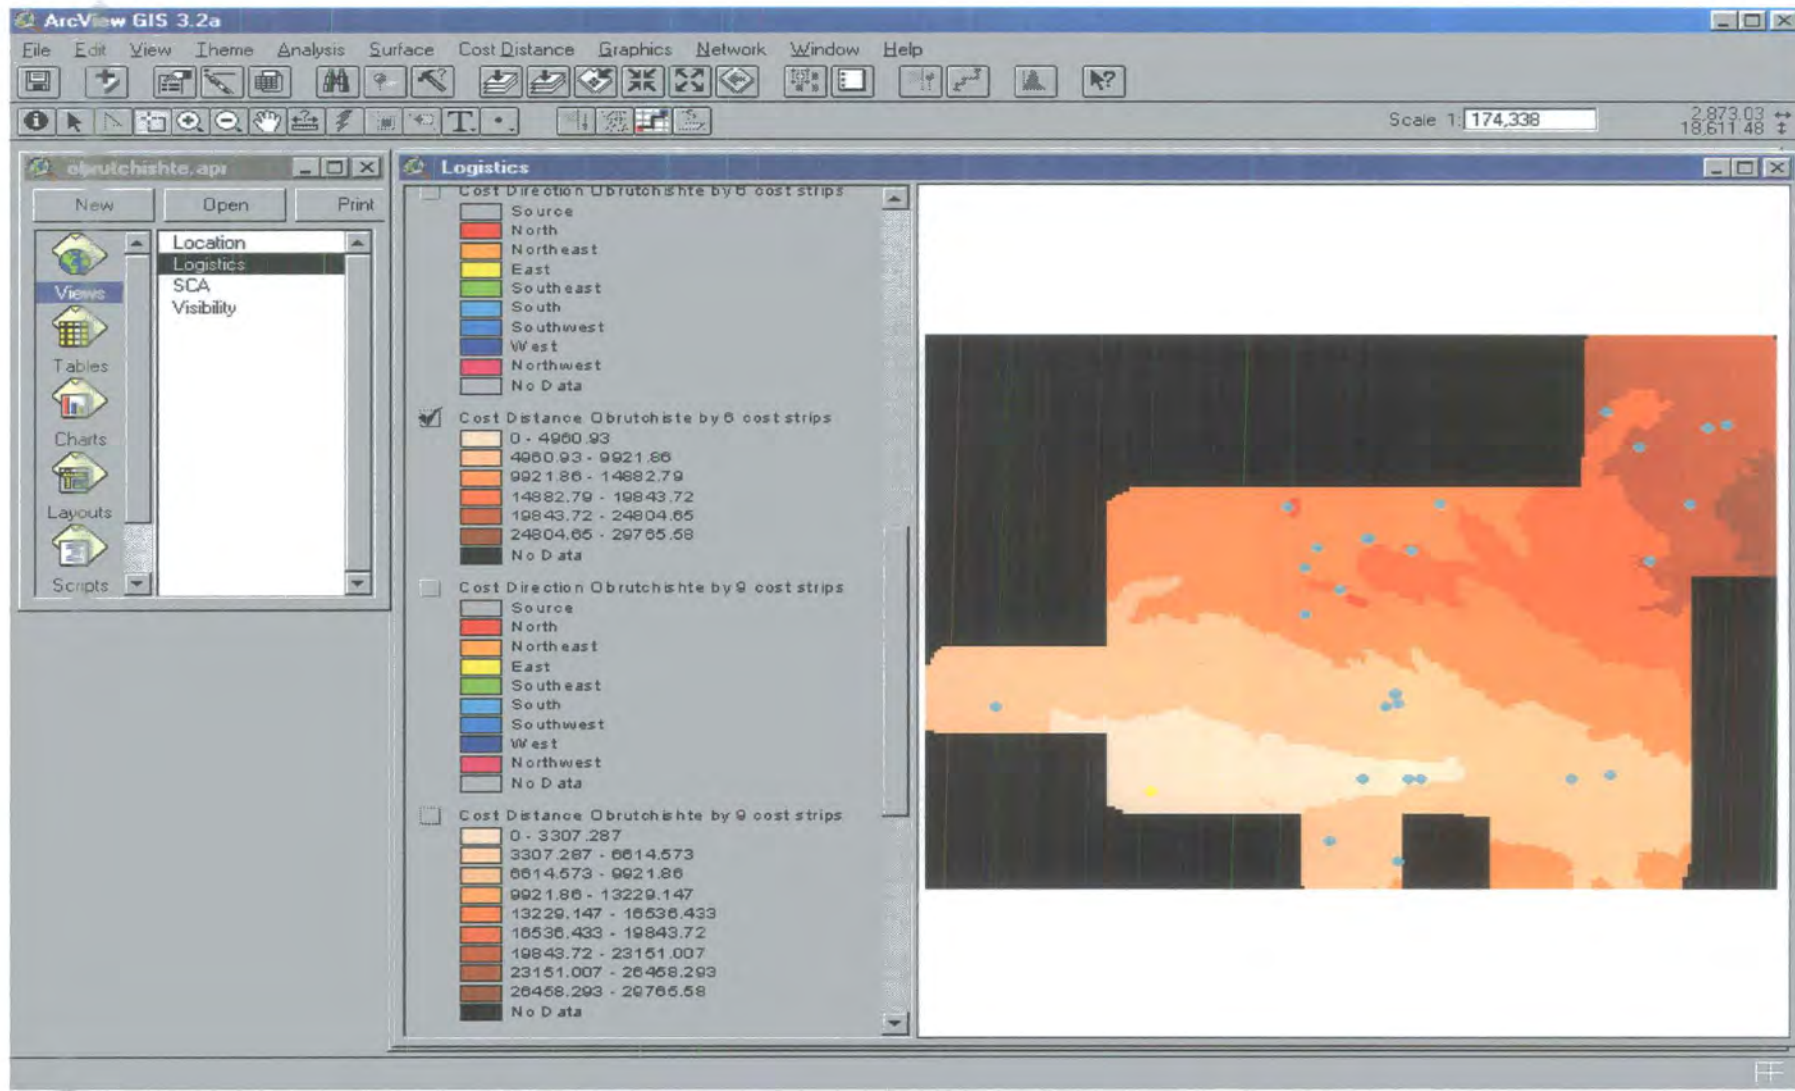 ArcView GIS 3.2a
File Edit View Theme Analysis Surface Cost Distance Graphics Network Window Help
Scale 1: 174,338
2,873.03
18,611.48
obrutchishte.apr
New Open Print
Views
Tables
Charts
Layouts
Scripts
Location
Logistics
SCA
Visibility
Logistics
Cost Direction Obrutchishte by 6 cost strips
Source
North
Northeast
East
Southeast
South
Southwest
West
Northwest
No Data
Cost Distance Obrutchiste by 6 cost strips
0 - 4960.93
4960.93 - 9921.86
9921.86 - 14882.79
14882.79 - 19843.72
19843.72 - 24804.65
24804.65 - 29765.58
No Data
Cost Direction Obrutchishte by 9 cost strips
Source
North
Northeast
East
Southeast
South
Southwest
West
Northwest
No Data
Cost Distance Obrutchishte by 9 cost strips
0 - 3307.287
3307.287 - 6614.573
6614.573 - 9921.86
9921.86 - 13229.147
13229.147 - 16536.433
16536.433 - 19843.72
19843.72 - 23151.007
23151.007 - 26458.293
26458.293 - 29765.58
No Data